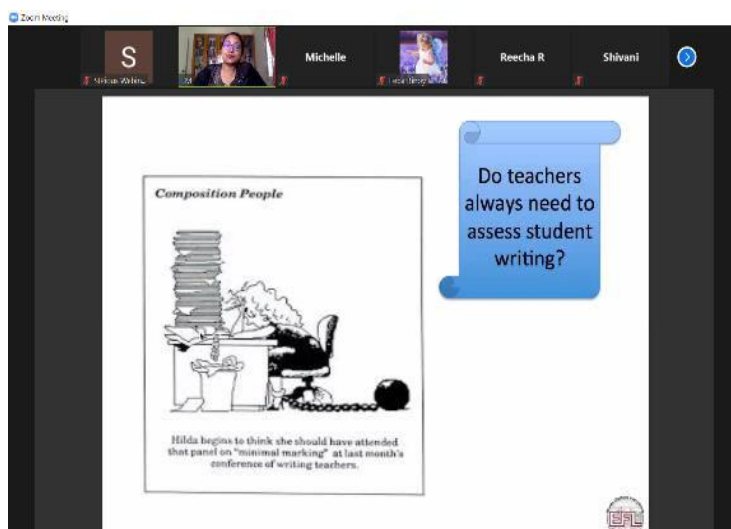 Zoom Meeting
S
Michelle
Reecha R
Shivani
Composition People
Do teachers
always need to
assess student
writing?
Hilda begins to think she should have attended
that panel on "minimal marking" at last month's
conference of writing teachers.
EFL